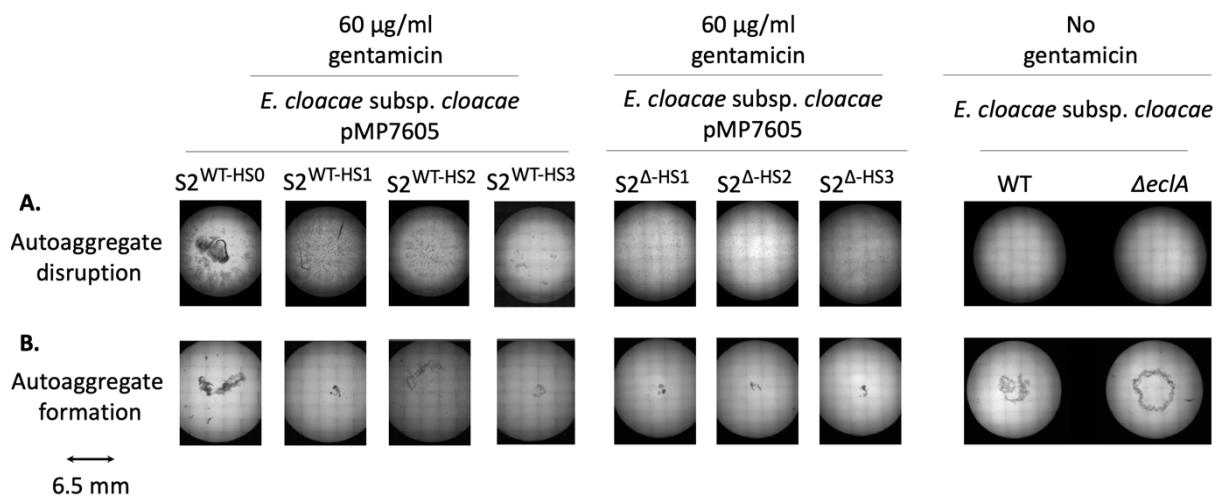 60 µg/ml
gentamicin
60 µg/ml
gentamicin
No
gentamicin
E. cloacae subsp. cloacae
pMP7605
E. cloacae subsp. cloacae
pMP7605
E. cloacae subsp. cloacae
S2WT-HS0 S2WT-HS1 S2WT-HS2 S2WT-HS3 S2Δ-HS1 S2Δ-HS2 S2Δ-HS3 WT ΔeclA
A.
Autoaggregate
disruption
B.
Autoaggregate
formation
6.5 mm